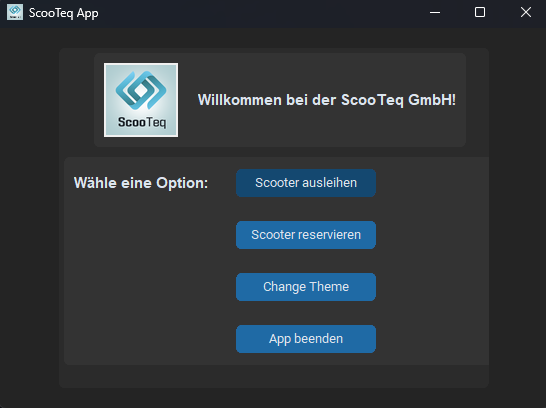 ScooTeq App
ScooTeq
Willkommen bei der ScooTeq GmbH!
Wähle eine Option:
Scooter ausleihen
Scooter reservieren
Change Theme
App beenden